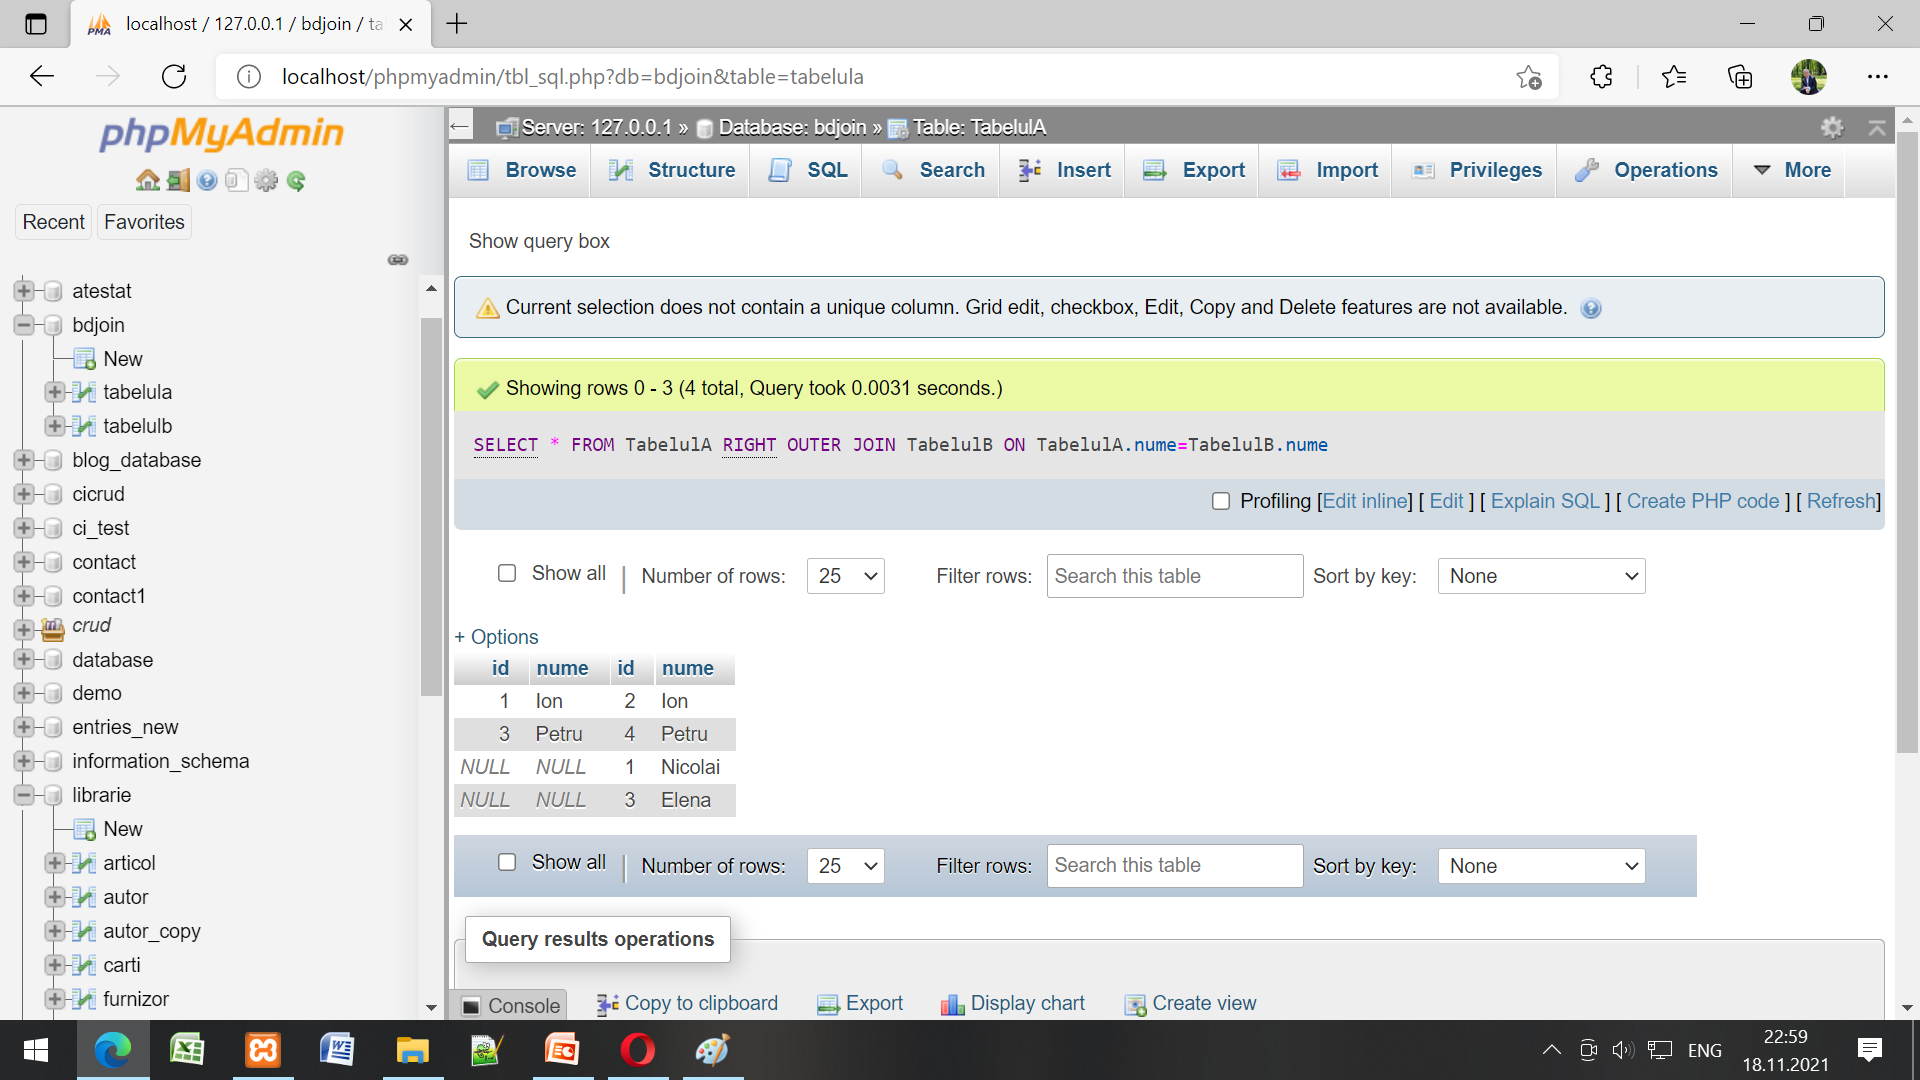 localhost / 127.0.0.1 / bdjoin / ta
localhost/phpmyadmin/tbl_sql.php?db=bdjoin&table=tabelula
phpMyAdmin
Recent Favorites
atestat
bdjoin
New
tabelula
tabelulb
blog_database
cicrud
ci_test
contact
contact1
crud
database
demo
entries_new
information_schema
librarie
New
articol
autor
autor_copy
carti
furnizor
Server: 127.0.0.1 » Database: bdjoin » Table: TabelulA
Browse Structure SQL Search Insert Export Import Privileges Operations More
Show query box
Current selection does not contain a unique column. Grid edit, checkbox, Edit, Copy and Delete features are not available.
Showing rows 0 - 3 (4 total, Query took 0.0031 seconds.)
SELECT * FROM TabelulA RIGHT OUTER JOIN TabelulB ON TabelulA.nume=TabelulB.nume
Profiling [Edit inline] [ Edit ] [ Explain SQL ] [ Create PHP code ] [ Refresh]
Show all | Number of rows: 25 Filter rows: Search this table Sort by key: None
+ Options
id nume id nume
1 Ion 2 Ion
3 Petru 4 Petru
NULL NULL 1 Nicolai
NULL NULL 3 Elena
Show all | Number of rows: 25 Filter rows: Search this table Sort by key: None
Query results operations
Console Copy to clipboard Export Display chart Create view
ENG
22:59
18.11.2021